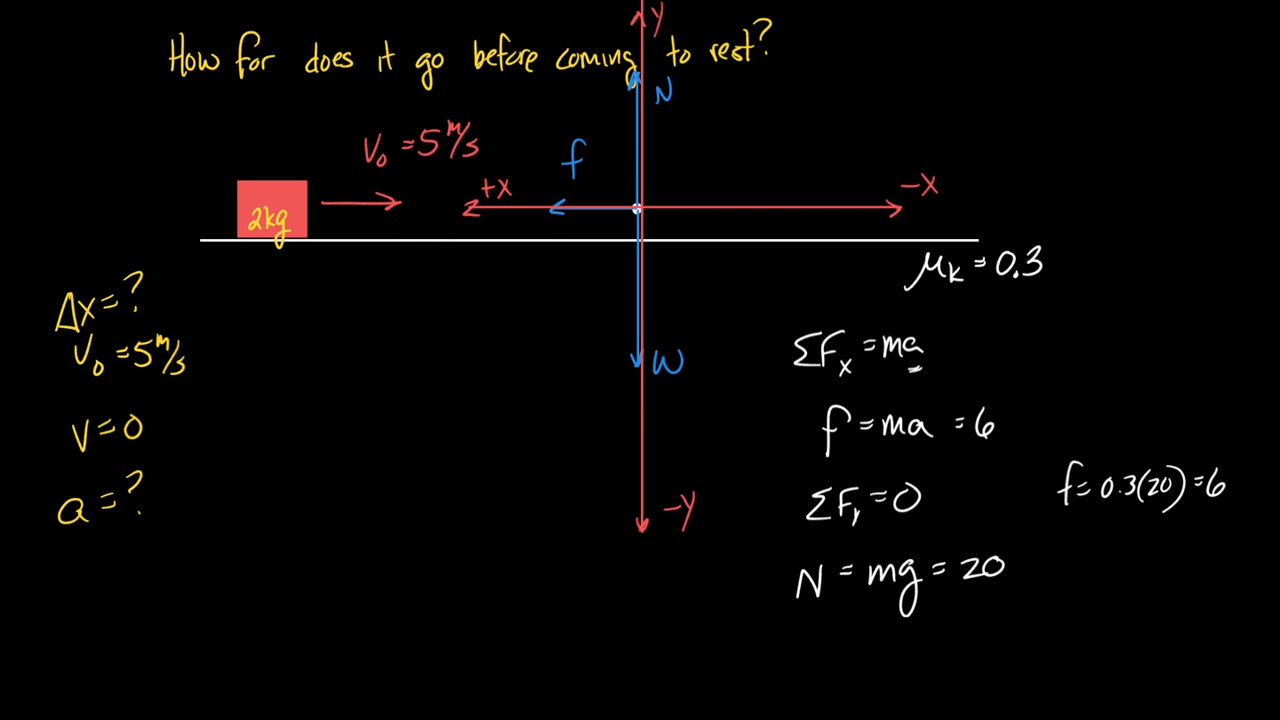 How far does it go before coming to rest?
y
N
V₀ = 5 m/s
f
+x
-x
2kg
μₖ = 0.3
Δx = ?
V₀ = 5 m/s
V = 0
a = ?
W
-y
ΣFₓ = ma
f = ma = 6
ΣFᵧ = 0
f = 0.3(20) = 6
N = mg = 20